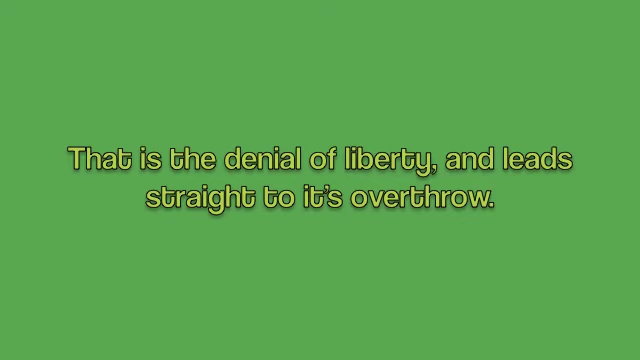 That is the denial of liberty, and leads
straight to it's overthrow.